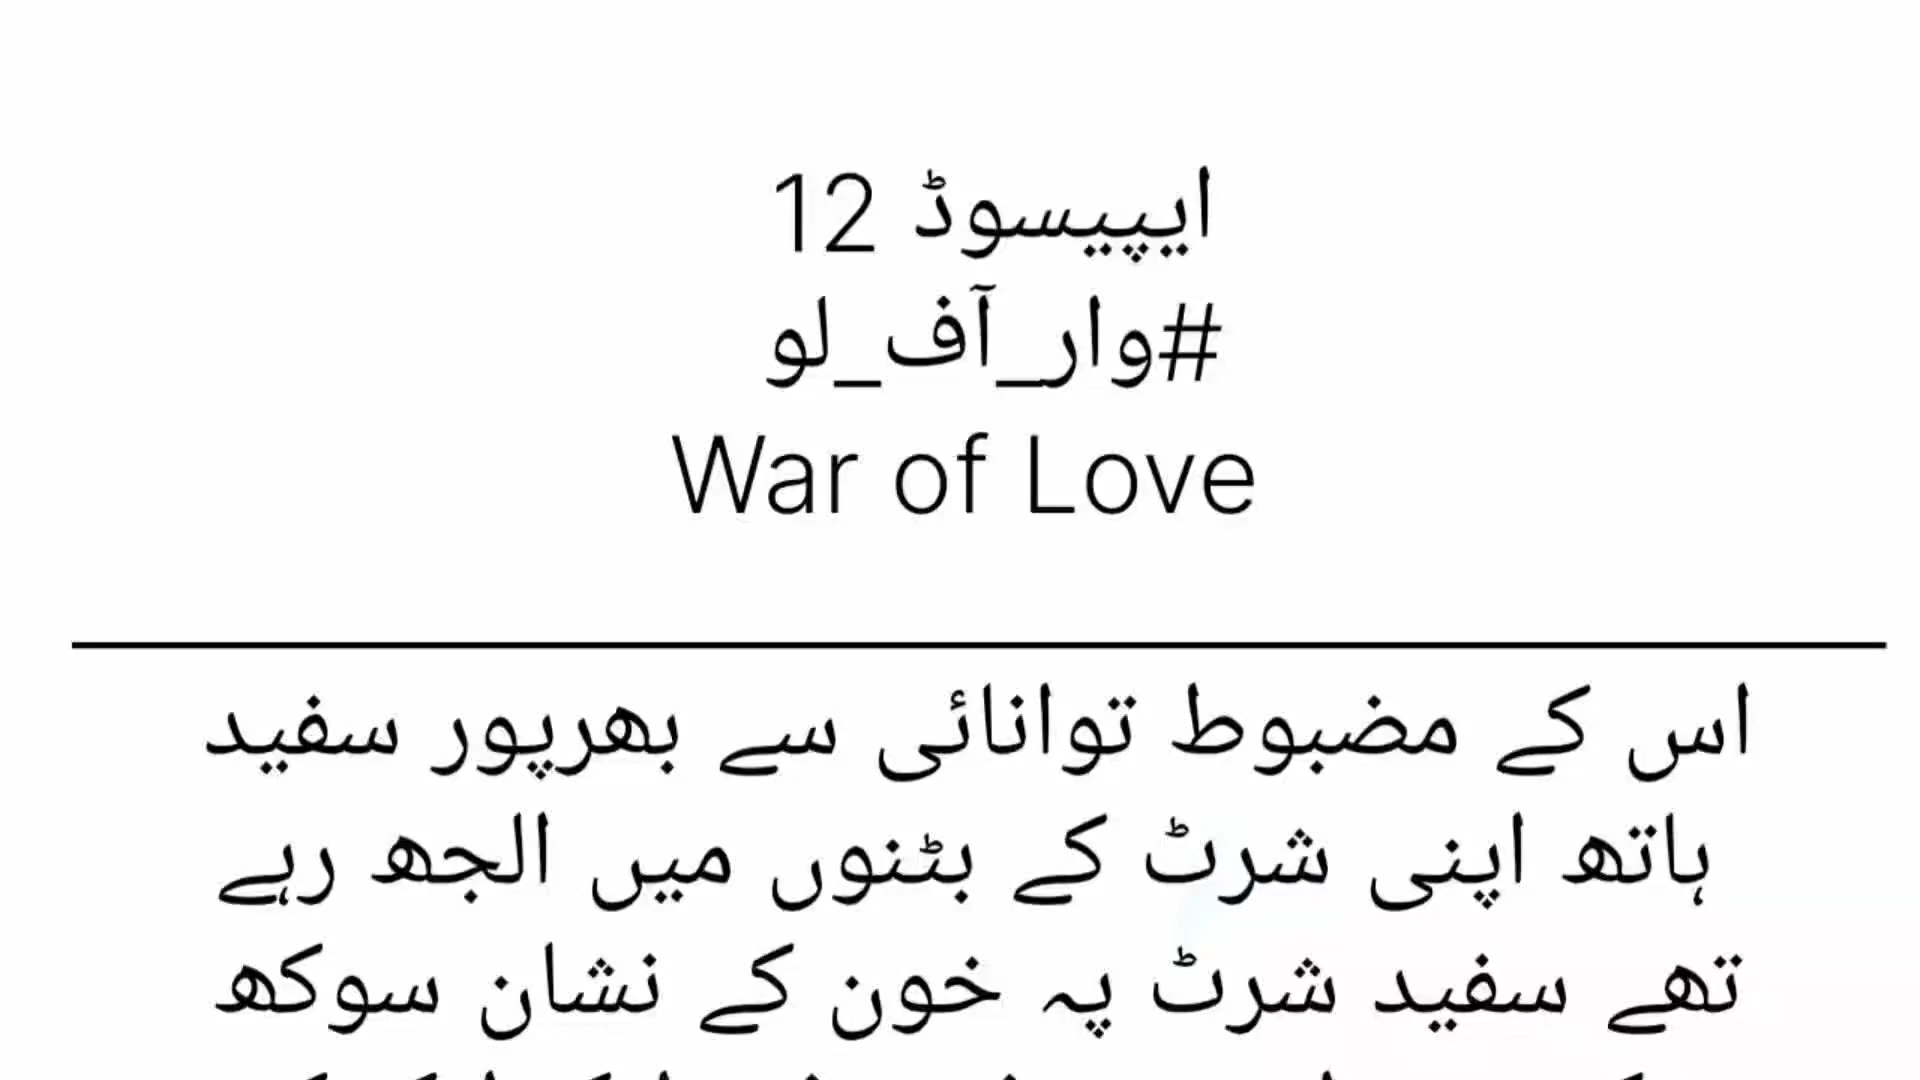 ایپیسوڈ 12
#وار_آف_لو
War of Love
اس کے مضبوط توانائی سے بھرپور سفید
ہاتھ اپنی شرٹ کے بٹنوں میں الجھ رہے
تھے سفید شرٹ پہ خون کے نشان سوکھ